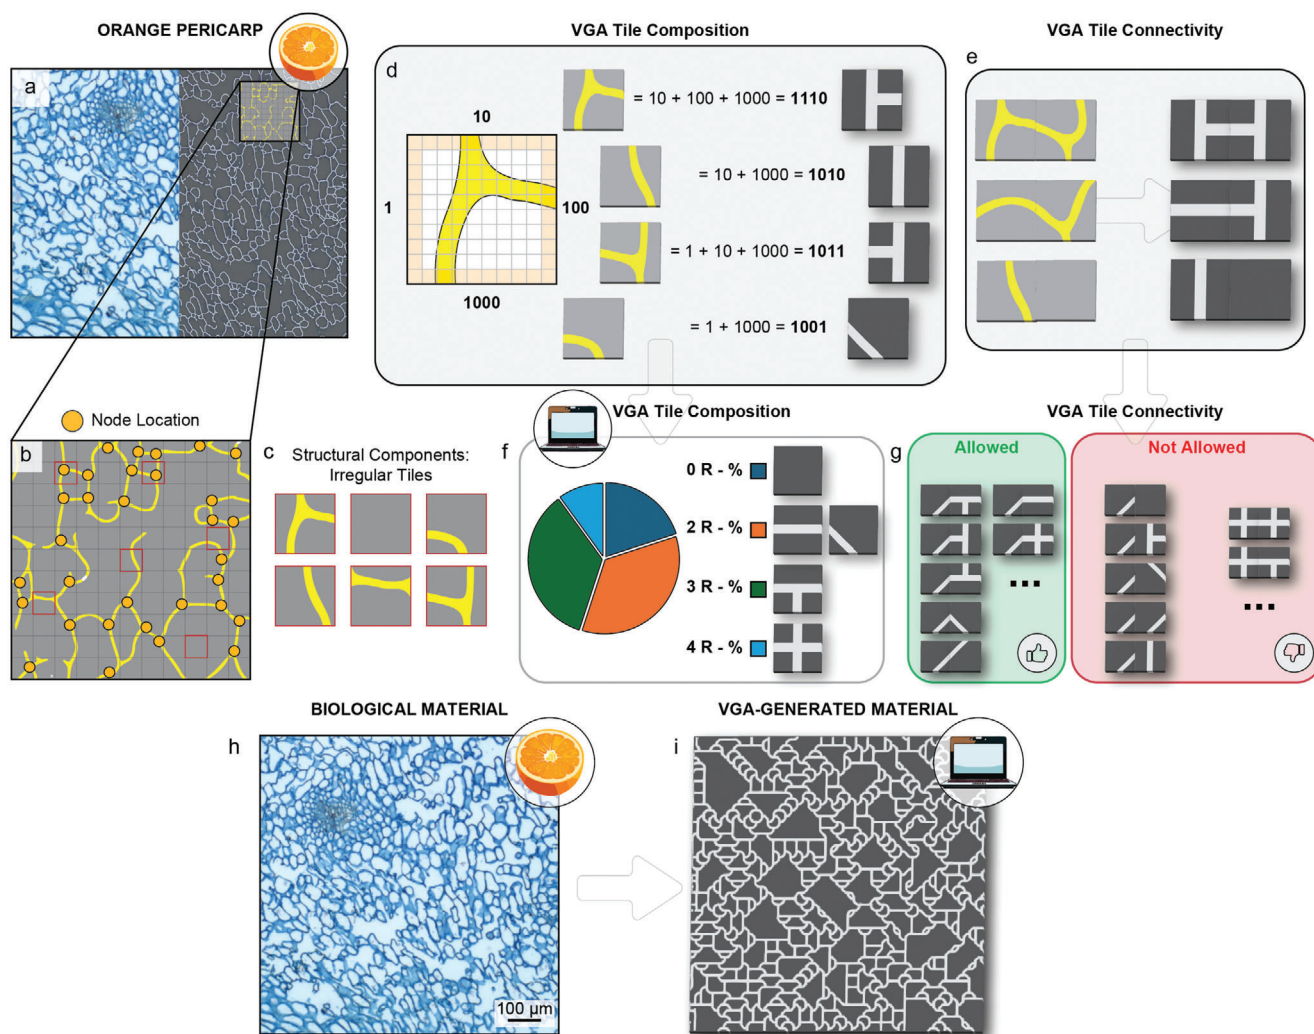 ORANGE PERICARP
VGA Tile Composition
VGA Tile Connectivity
a
d
e
10
1
100
1000
= 10 + 100 + 1000 = 1110
= 10 + 1000 = 1010
= 1 + 10 + 1000 = 1011
= 1 + 1000 = 1001
Node Location
b
c
Structural Components:
Irregular Tiles
VGA Tile Composition
f
0 R - %
2 R - %
3 R - %
4 R - %
VGA Tile Connectivity
g
Allowed
Not Allowed
...
...
BIOLOGICAL MATERIAL
VGA-GENERATED MATERIAL
h
100 μm
i